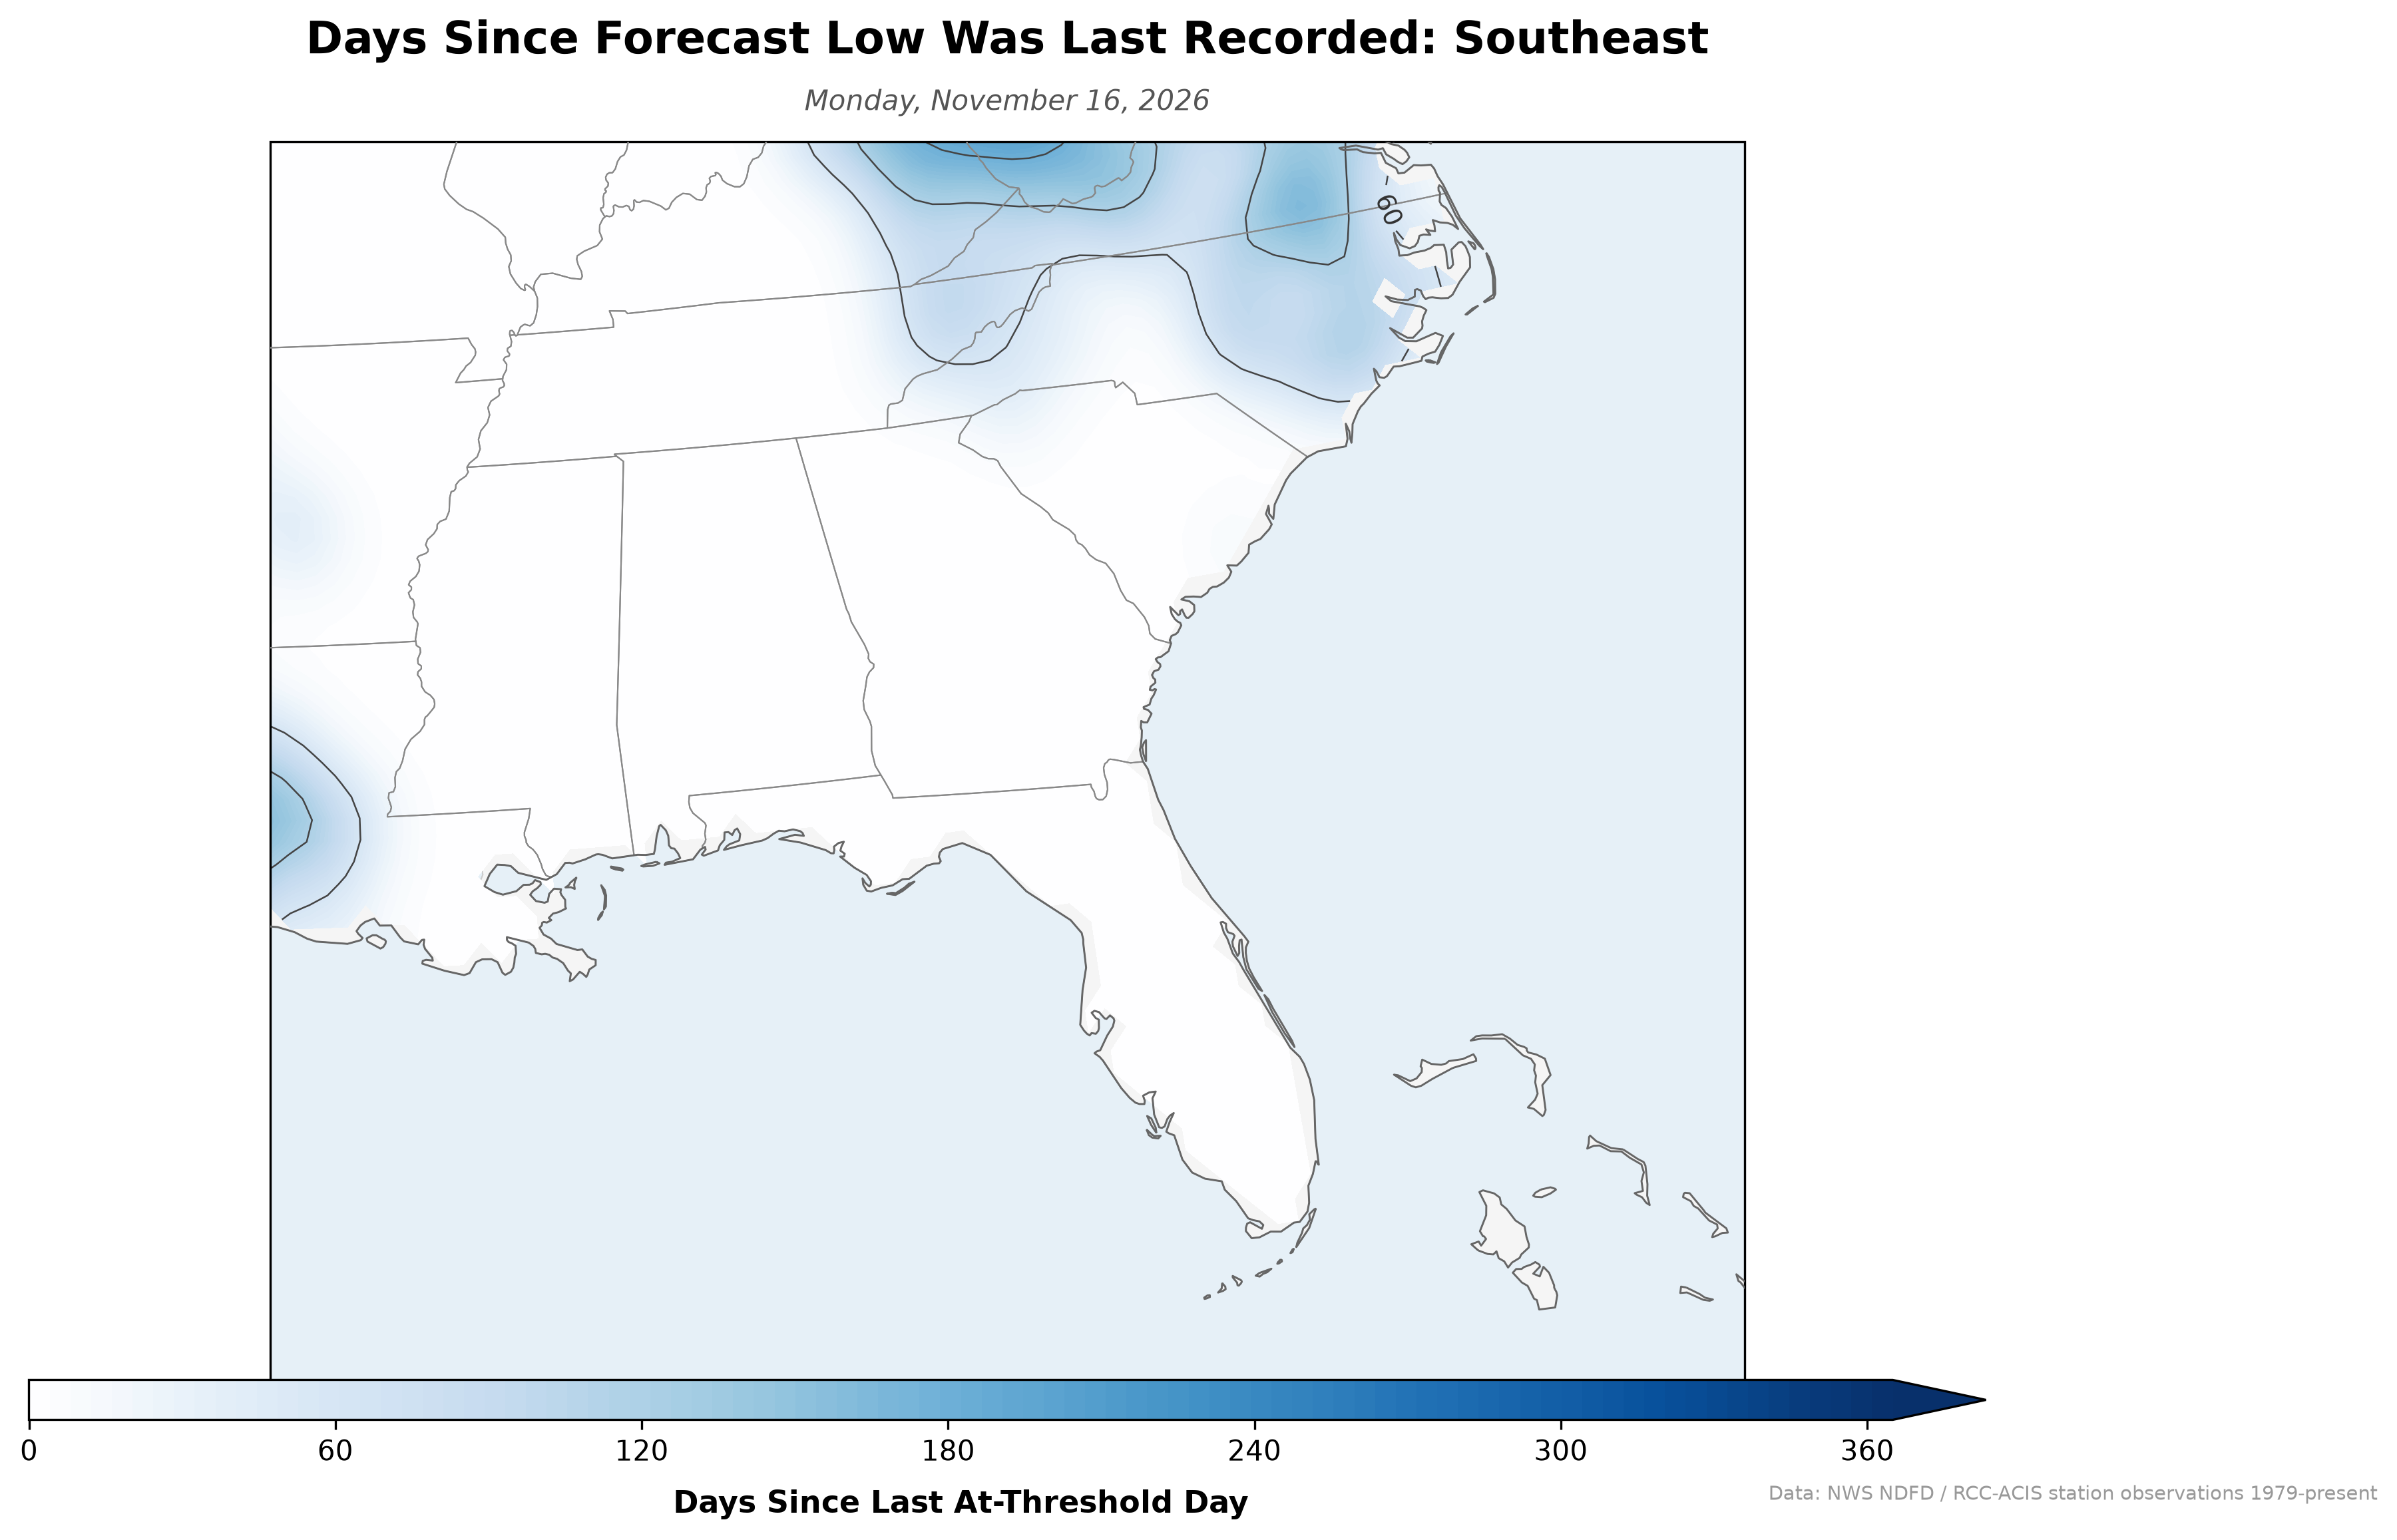 Days Since Forecast Low Was Last Recorded: Southeast
Monday, November 16, 2026
60
0 60 120 180 240 300 360
Days Since Last At-Threshold Day
Data: NWS NDFD / RCC-ACIS station observations 1979-present